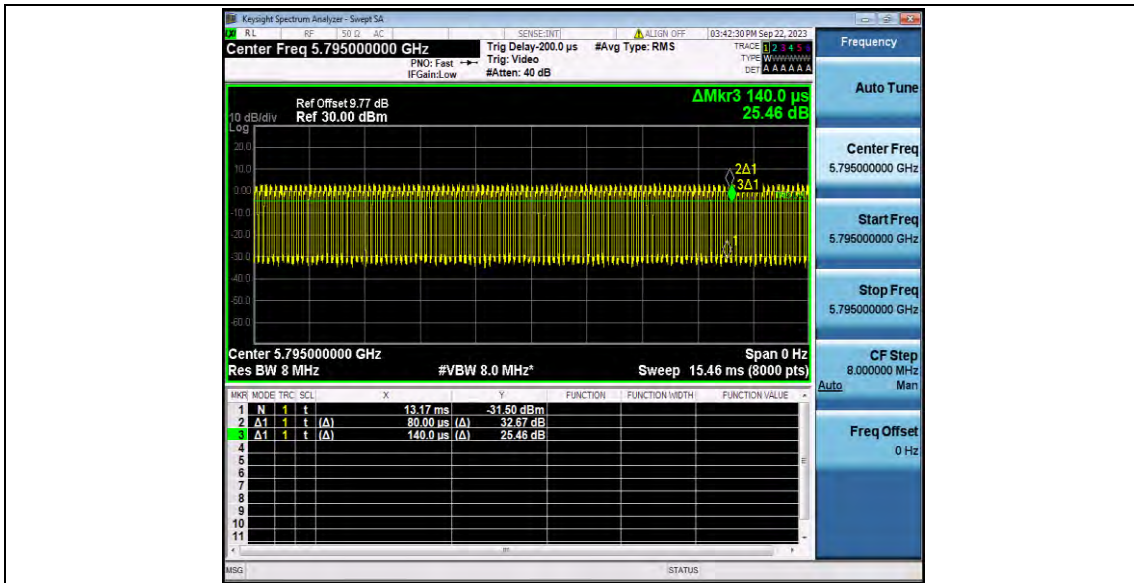 Keysight Spectrum Analyzer - Swept SA
RL RF 50 Ω AC SENSE:INT ALIGN OFF 03:42:30 PM Sep 22, 2023
Center Freq 5.795000000 GHz
PNO: Fast
IFGain:Low
Trig Delay-200.0 µs
Trig: Video
#Atten: 40 dB
#Avg Type: RMS
TRACE 1 2 3 4 5 6
TYPE WWWWWW
DET A A A A A A
Frequency
Auto Tune
Center Freq
5.795000000 GHz
Start Freq
5.795000000 GHz
Stop Freq
5.795000000 GHz
CF Step
8.000000 MHz
Auto Man
Freq Offset
0 Hz
ΔMkr3 140.0 µs
25.46 dB
Ref Offset 9.77 dB
10 dB/div Ref 30.00 dBm
Log
20.0
10.0
0.00
-10.0
-20.0
-30.0
-40.0
-50.0
-60.0
2Δ1
3Δ1
1
Center 5.795000000 GHz Span 0 Hz
Res BW 8 MHz #VBW 8.0 MHz* Sweep 15.46 ms (8000 pts)
MKR MODE TRC SCL X Y FUNCTION FUNCTION WIDTH FUNCTION VALUE
1 N 1 t 13.17 ms -31.50 dBm
2 Δ1 1 t (Δ) 80.00 µs (Δ) 32.67 dB
3 Δ1 1 t (Δ) 140.0 µs (Δ) 25.46 dB
4
5
6
7
8
9
10
11
MSG STATUS